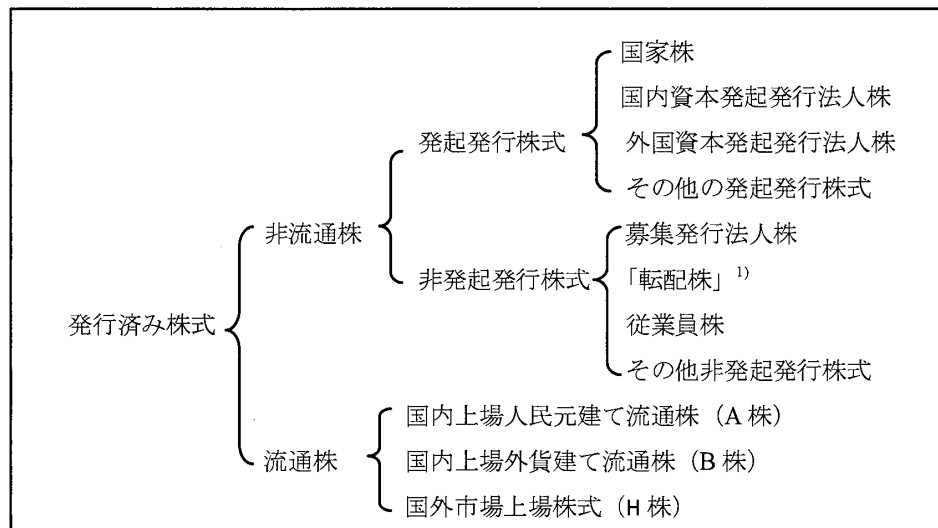 国家株
国内資本発起発行法人株
発起発行株式
外国資本発起発行法人株
その他の発起発行株式
非流通株
募集発行法人株
非発起発行株式
「転配株」1)
発行済み株式
従業員株
その他非発起発行株式
国内上場人民元建て流通株（A 株）
流通株
国内上場外貨建て流通株（B 株）
国外市場上場株式（H 株）